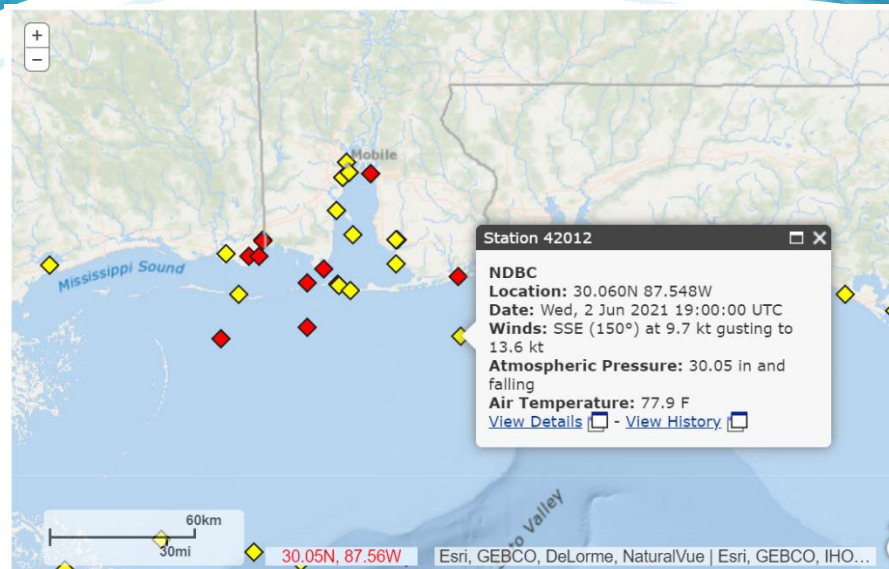 +
−
Mobile
Mississippi Sound
Station 42012
NDBC
Location: 30.060N 87.548W
Date: Wed, 2 Jun 2021 19:00:00 UTC
Winds: SSE (150°) at 9.7 kt gusting to
13.6 kt
Atmospheric Pressure: 30.05 in and
falling
Air Temperature: 77.9 F
View Details - View History
Valley
60km
30mi
30.05N, 87.56W
Esri, GEBCO, DeLorme, NaturalVue | Esri, GEBCO, IHO...